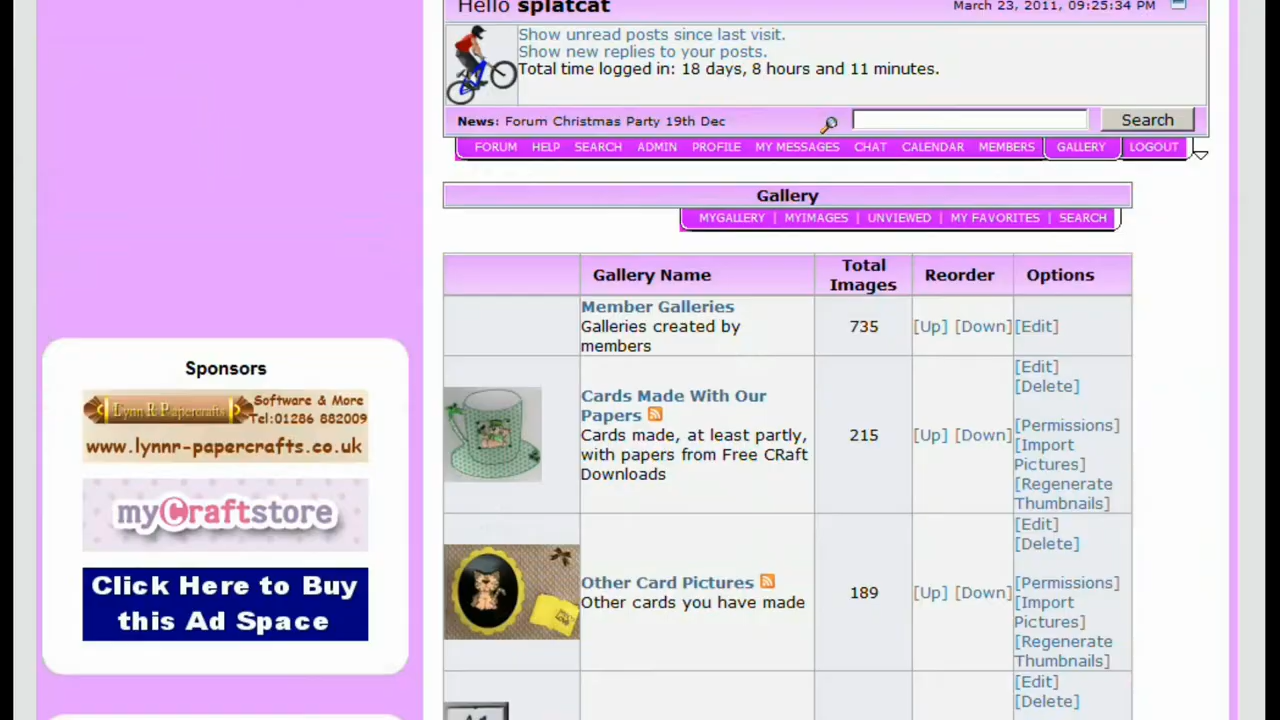 Hello splatcat
March 23, 2011, 09:25:34 PM
Show unread posts since last visit.
Show new replies to your posts.
Total time logged in: 18 days, 8 hours and 11 minutes.
News: Forum Christmas Party 19th Dec
Search
FORUM HELP SEARCH ADMIN PROFILE MY MESSAGES CHAT CALENDAR MEMBERS GALLERY LOGOUT
Gallery
MYGALLERY | MYIMAGES | UNVIEWED | MY FAVORITES | SEARCH
Gallery Name
Total
Images
Reorder
Options
Member Galleries
Galleries created by
members
735
[Up] [Down]
[Edit]
Cards Made With Our
Papers
Cards made, at least partly,
with papers from Free CRaft
Downloads
215
[Up] [Down]
[Edit]
[Delete]
[Permissions]
[Import
Pictures]
[Regenerate
Thumbnails]
Other Card Pictures
Other cards you have made
189
[Up] [Down]
[Edit]
[Delete]
[Permissions]
[Import
Pictures]
[Regenerate
Thumbnails]
[Edit]
[Delete]
Sponsors
Lynn R Papercrafts
Software & More
Tel:01286 882009
www.lynnr-papercrafts.co.uk
myCraftstore
Click Here to Buy
this Ad Space